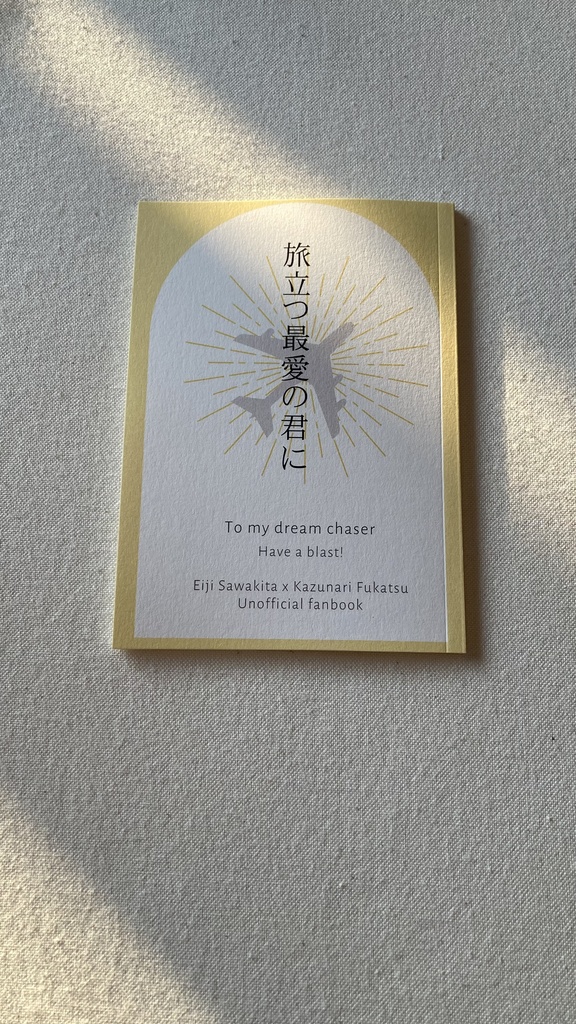 旅立つ最愛の君に
To my dream chaser
Have a blast!
Eiji Sawakita x Kazunari Fukatsu
Unofficial fanbook